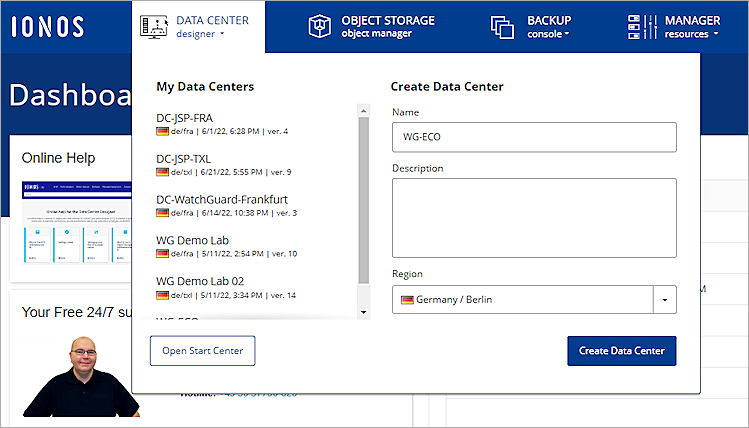 IONOS
DATA CENTER
designer
OBJECT STORAGE
object manager
BACKUP
console
MANAGER
resources
Dashboa
My Data Centers
DC-JSP-FRA
de/fra | 6/1/22, 6:28 PM | ver. 4
DC-JSP-TXL
de/txl | 6/21/22, 5:55 PM | ver. 9
DC-WatchGuard-Frankfurt
de/fra | 6/14/22, 10:38 PM | ver. 3
WG Demo Lab
de/fra | 5/11/22, 2:54 PM | ver. 10
WG Demo Lab 02
de/txl | 5/11/22, 3:34 PM | ver. 14
Open Start Center
Create Data Center
Name
WG-ECO
Description
Region
Germany / Berlin
Create Data Center
Online Help
IONOS
Your Free 24/7 su
M